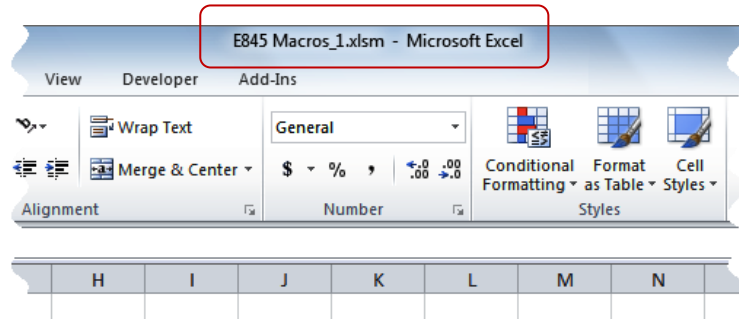 E845 Macros_1.xlsm - Microsoft Excel
View Developer Add-Ins
Wrap Text General
Merge & Center $ % , .0 .00 .00 .0 Conditional Formatting Format as Table Cell Styles
Alignment Number Styles
H I J K L M N